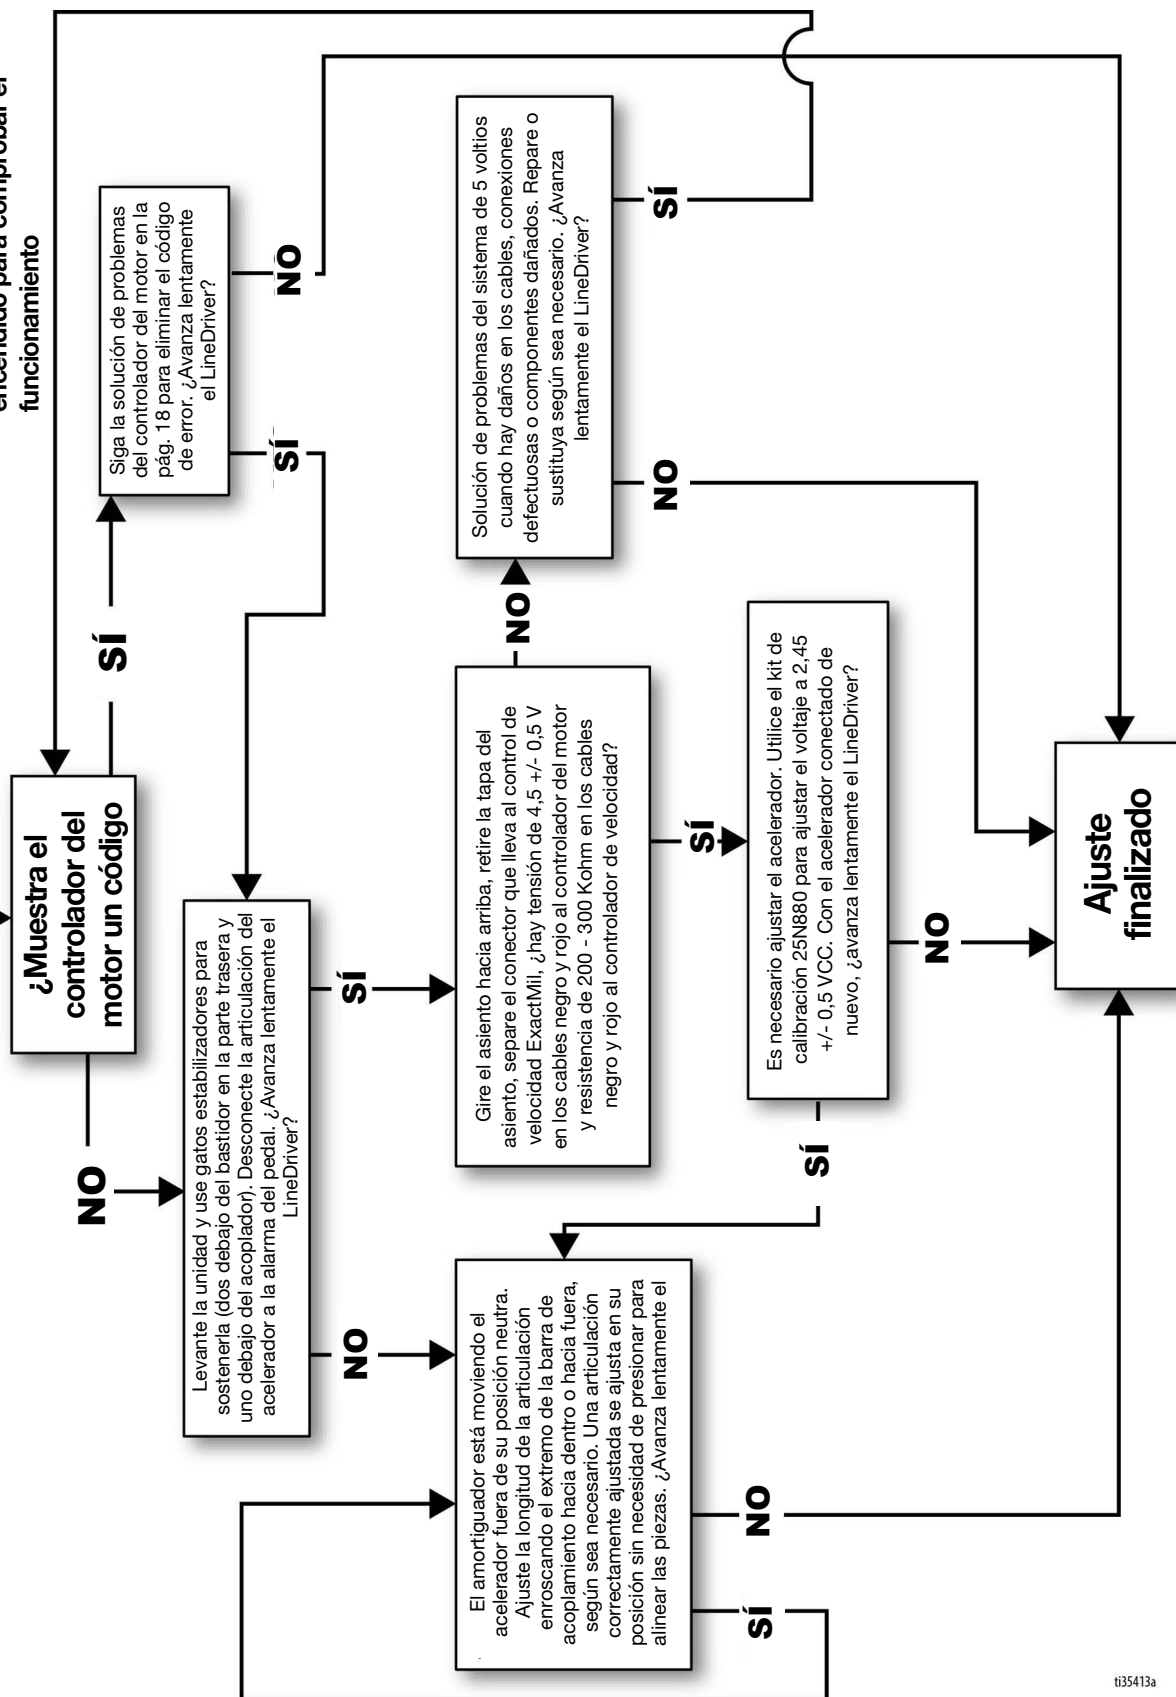 encendido para comprobar el
funcionamiento
¿Muestra el
controlador del
motor un código
NO
SÍ
Siga la solución de problemas
del controlador del motor en la
pág. 18 para eliminar el código
de error. ¿Avanza lentamente
el LineDriver?
SÍ
NO
Levante la unidad y use gatos estabilizadores para
sostenerla (dos debajo del bastidor en la parte trasera y
uno debajo del acoplador). Desconecte la articulación del
acelerador a la alarma del pedal. ¿Avanza lentamente el
LineDriver?
NO
SÍ
El amortiguador está moviendo el
acelerador fuera de su posición neutra.
Ajuste la longitud de la articulación
enroscando el extremo de la barra de
acoplamiento hacia dentro o hacia fuera,
según sea necesario. Una articulación
correctamente ajustada se ajusta en su
posición sin necesidad de presionar para
alinear las piezas. ¿Avanza lentamente el
SÍ
NO
Gire el asiento hacia arriba, retire la tapa del
asiento, separe el conector que lleva al control de
velocidad ExactMil, ¿hay tensión de 4,5 +/- 0,5 V
en los cables negro y rojo al controlador del motor
y resistencia de 200 - 300 Kohm en los cables
negro y rojo al controlador de velocidad?
NO
SÍ
Solución de problemas del sistema de 5 voltios
cuando hay daños en los cables, conexiones
defectuosas o componentes dañados. Repare o
sustituya según sea necesario. ¿Avanza
lentamente el LineDriver?
NO
SÍ
Es necesario ajustar el acelerador. Utilice el kit de
calibración 25N880 para ajustar el voltaje a 2,45
+/- 0,5 VCC. Con el acelerador conectado de
nuevo, ¿avanza lentamente el LineDriver?
SÍ
NO
Ajuste
finalizado
ti35413a